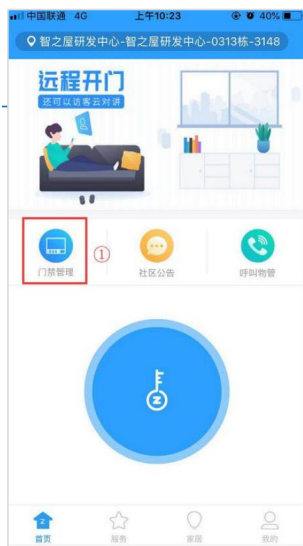 中国联通 4G 上午10:23 40%
智之屋研发中心-智之屋研发中心-0313栋-3148
远程开门
还可以访客云对讲
门禁管理
①
社区公告
呼叫物管
z
首页
服务
家居
我的